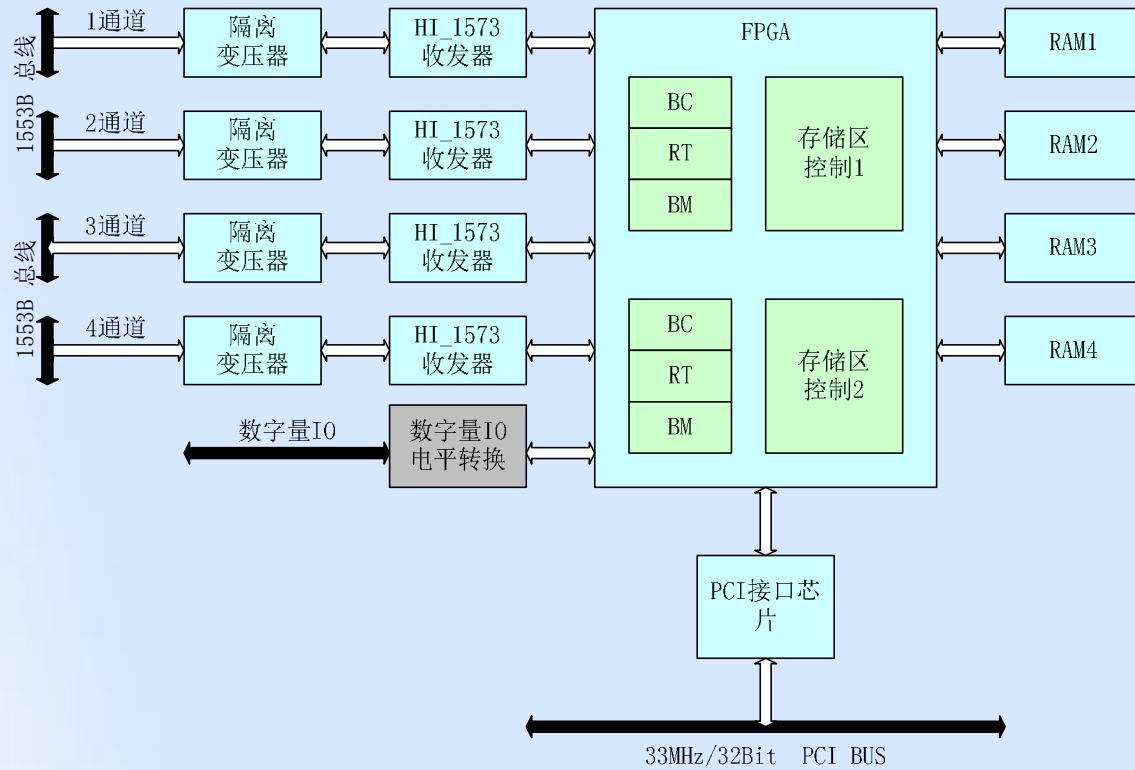 1通道
隔离
变压器
HI_1573
收发器
FPGA
RAM1
总线
1553B
2通道
隔离
变压器
HI_1573
收发器
BC
RT
BM
存储区
控制1
RAM2
3通道
隔离
变压器
HI_1573
收发器
RAM3
总线
1553B
4通道
隔离
变压器
HI_1573
收发器
BC
RT
BM
存储区
控制2
RAM4
数字量IO
数字量IO
电平转换
PCI接口芯
片
33MHz/32Bit PCI BUS